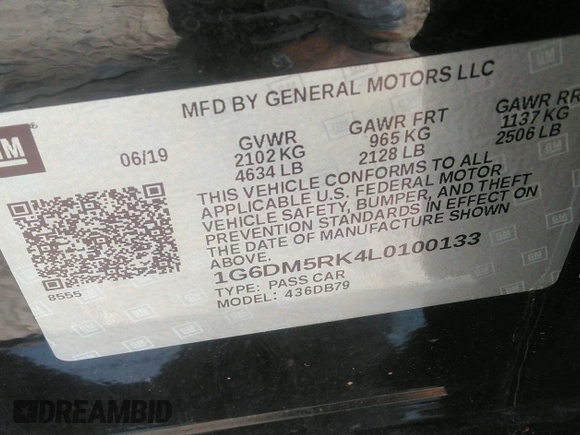 MFD BY GENERAL MOTORS LLC
GM
06/19
GVWR
2102 KG
4634 LB
GAWR FRT
965 KG
2128 LB
GAWR RR
1137 KG
2506 LB
THIS VEHICLE CONFORMS TO ALL
APPLICABLE U.S. FEDERAL MOTOR
VEHICLE SAFETY, BUMPER, AND THEFT
PREVENTION STANDARDS IN EFFECT ON
THE DATE OF MANUFACTURE SHOWN
ABOVE.
8555
1G6DM5RK4L0100133
TYPE: PASS CAR
MODEL: 436DB79
DREAMBID